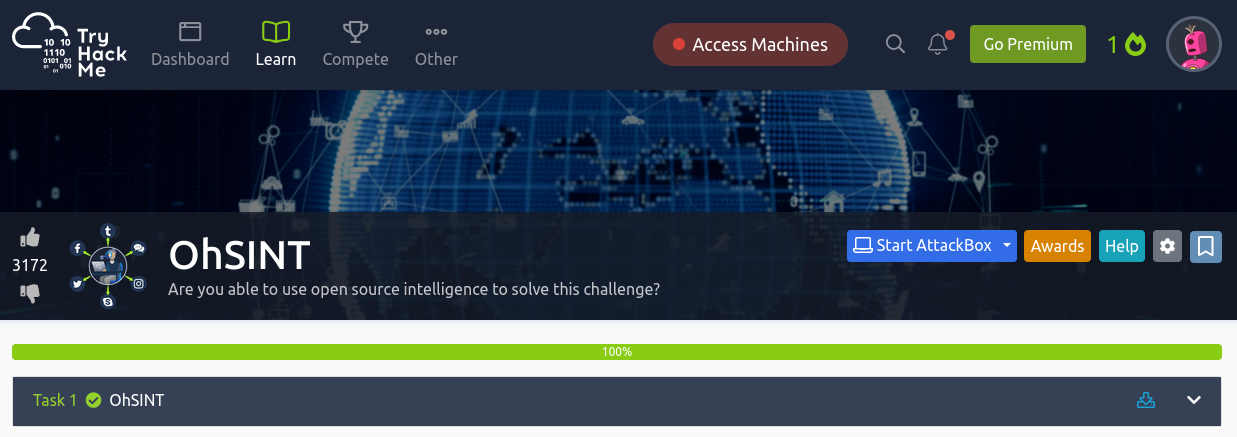 Try
Hack
Me
10 10
1110
0101 01
01 010
01
Dashboard
Learn
Compete
Other
Access Machines
Go Premium
1
3172
OhSINT
Are you able to use open source intelligence to solve this challenge?
Start AttackBox
Awards
Help
100%
Task 1 OhSINT